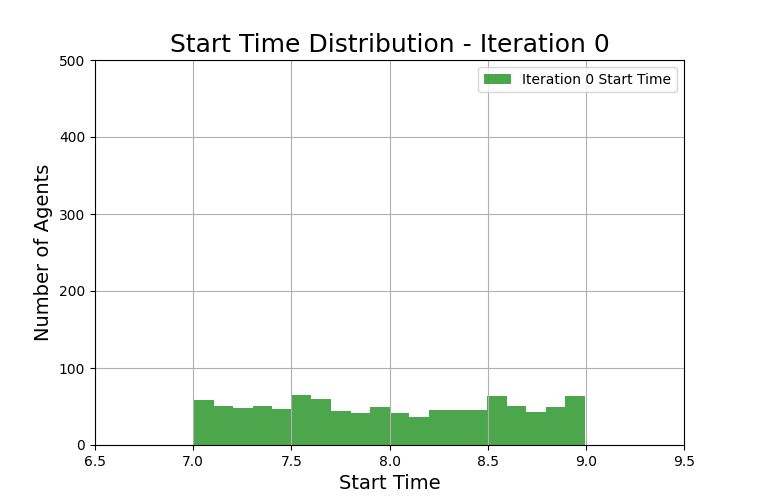 Start Time Distribution - Iteration 0
Iteration 0 Start Time
Number of Agents
500
400
300
200
100
0
6.5 7.0 7.5 8.0 8.5 9.0 9.5
Start Time